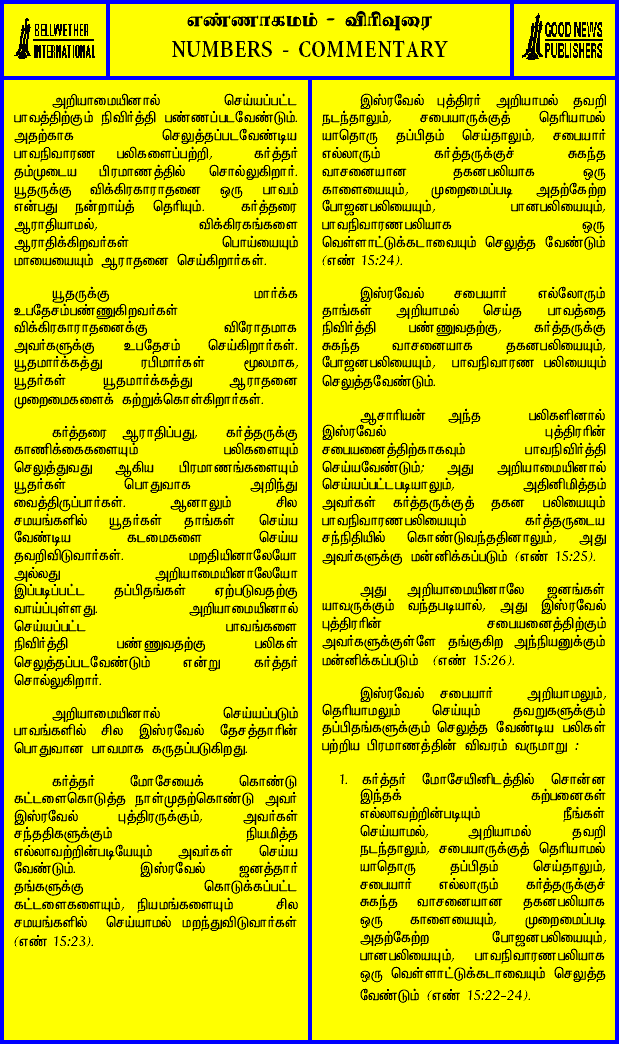 BELLWETHER
INTERNATIONAL
எண்ணாகமம் - விரிவுரை
NUMBERS - COMMENTARY
GOOD NEWS
PUBLISHERS
அறியாமையினால் செய்யப்பட்ட
பாவத்திற்கும் நிவிர்த்தி பண்ணப்படவேண்டும்.
அதற்காக செலுத்தப்படவேண்டிய
பாவநிவாரண பலிகளைப்பற்றி, கர்த்தர்
தம்முடைய பிரமாணத்தில் சொல்லுகிறார்.
யூதருக்கு விக்கிரகாராதனை ஒரு பாவம்
என்பது நன்றாய்த் தெரியும். கர்த்தரை
ஆராதியாமல், விக்கிரகங்களை
ஆராதிக்கிறவர்கள் பொய்யையும்
மாயையையும் ஆராதனை செய்கிறார்கள்.
யூதருக்கு மார்க்க
உபதேசம்பண்ணுகிறவர்கள்
விக்கிரகாராதனைக்கு விரோதமாக
அவர்களுக்கு உபதேசம் செய்கிறார்கள்.
யூதமார்க்கத்து ரபிமார்கள் மூலமாக,
யூதர்கள் யூதமார்க்கத்து ஆராதனை
முறைமைகளைக் கற்றுக்கொள்கிறார்கள்.
கர்த்தரை ஆராதிப்பது, கர்த்தருக்கு
காணிக்கைகளையும் பலிகளையும்
செலுத்துவது ஆகிய பிரமாணங்களையும்
யூதர்கள் பொதுவாக அறிந்து
வைத்திருப்பார்கள். ஆனாலும் சில
சமயங்களில் யூதர்கள் தாங்கள் செய்ய
வேண்டிய கடமைகளை செய்ய
தவறிவிடுவார்கள். மறதியினாலேயோ
அல்லது அறியாமையினாலேயோ
இப்படிப்பட்ட தப்பிதங்கள் ஏற்படுவதற்கு
வாய்ப்புள்ளது. அறியாமையினால்
செய்யப்பட்ட பாவங்களை
நிவிர்த்தி பண்ணுவதற்கு பலிகள்
செலுத்தப்படவேண்டும் என்று கர்த்தர்
சொல்லுகிறார்.
அறியாமையினால் செய்யப்படும்
பாவங்களில் சில இஸ்ரவேல் தேசத்தாரின்
பொதுவான பாவமாக கருதப்படுகிறது.
கர்த்தர் மோசேயைக் கொண்டு
கட்டளைகொடுத்த நாள்முதற்கொண்டு அவர்
இஸ்ரவேல் புத்திரருக்கும், அவர்கள்
சந்ததிகளுக்கும் நியமித்த
எல்லாவற்றின்படியேயும் அவர்கள் செய்ய
வேண்டும். இஸ்ரவேல் ஜனத்தார்
தங்களுக்கு கொடுக்கப்பட்ட
கட்டளைகளையும், நியமங்களையும் சில
சமயங்களில் செய்யாமல் மறந்துவிடுவார்கள்
(எண் 15:23).
இஸ்ரவேல் புத்திரர் அறியாமல் தவறி
நடந்தாலும், சபையாருக்குத் தெரியாமல்
யாதொரு தப்பிதம் செய்தாலும், சபையார்
எல்லாரும் கர்த்தருக்குச் சுகந்த
வாசனையான தகனபலியாக ஒரு
காளையையும், முறைமைப்படி அதற்கேற்ற
போஜனபலியையும், பானபலியையும்,
பாவநிவாரணபலியாக ஒரு
வெள்ளாட்டுக்கடாவையும் செலுத்த வேண்டும்
(எண் 15:24).
இஸ்ரவேல் சபையார் எல்லோரும்
தாங்கள் அறியாமல் செய்த பாவத்தை
நிவிர்த்தி பண்ணுவதற்கு, கர்த்தருக்கு
சுகந்த வாசனையாக தகனபலியையும்,
போஜனபலியையும், பாவநிவாரண பலியையும்
செலுத்தவேண்டும்.
ஆசாரியன் அந்த பலிகளினால்
இஸ்ரவேல் புத்திரரின்
சபையனைத்திற்காகவும் பாவநிவிர்த்தி
செய்யவேண்டும்; அது அறியாமையினால்
செய்யப்பட்டபடியாலும், அதினிமித்தம்
அவர்கள் கர்த்தருக்குத் தகன பலியையும்
பாவநிவாரணபலியையும் கர்த்தருடைய
சந்நிதியில் கொண்டுவந்ததினாலும், அது
அவர்களுக்கு மன்னிக்கப்படும் (எண் 15:25).
அது அறியாமையினாலே ஜனங்கள்
யாவருக்கும் வந்தபடியால், அது இஸ்ரவேல்
புத்திரரின் சபையனைத்திற்கும்
அவர்களுக்குள்ளே தங்குகிற அந்நியனுக்கும்
மன்னிக்கப்படும் (எண் 15:26).
இஸ்ரவேல் சபையார் அறியாமலும்,
தெரியாமலும் செய்யும் தவறுகளுக்கும்
தப்பிதங்களுக்கும் செலுத்த வேண்டிய பலிகள்
பற்றிய பிரமாணத்தின் விவரம் வருமாறு :
1. கர்த்தர் மோசேயினிடத்தில் சொன்ன
இந்தக் கற்பனைகள்
எல்லாவற்றின்படியும் நீங்கள்
செய்யாமல், அறியாமல் தவறி
நடந்தாலும், சபையாருக்குத் தெரியாமல்
யாதொரு தப்பிதம் செய்தாலும்,
சபையார் எல்லாரும் கர்த்தருக்குச்
சுகந்த வாசனையான தகனபலியாக
ஒரு காளையையும், முறைமைப்படி
அதற்கேற்ற போஜனபலியையும்,
பானபலியையும், பாவநிவாரணபலியாக
ஒரு வெள்ளாட்டுக்கடாவையும் செலுத்த
வேண்டும் (எண் 15:22-24).